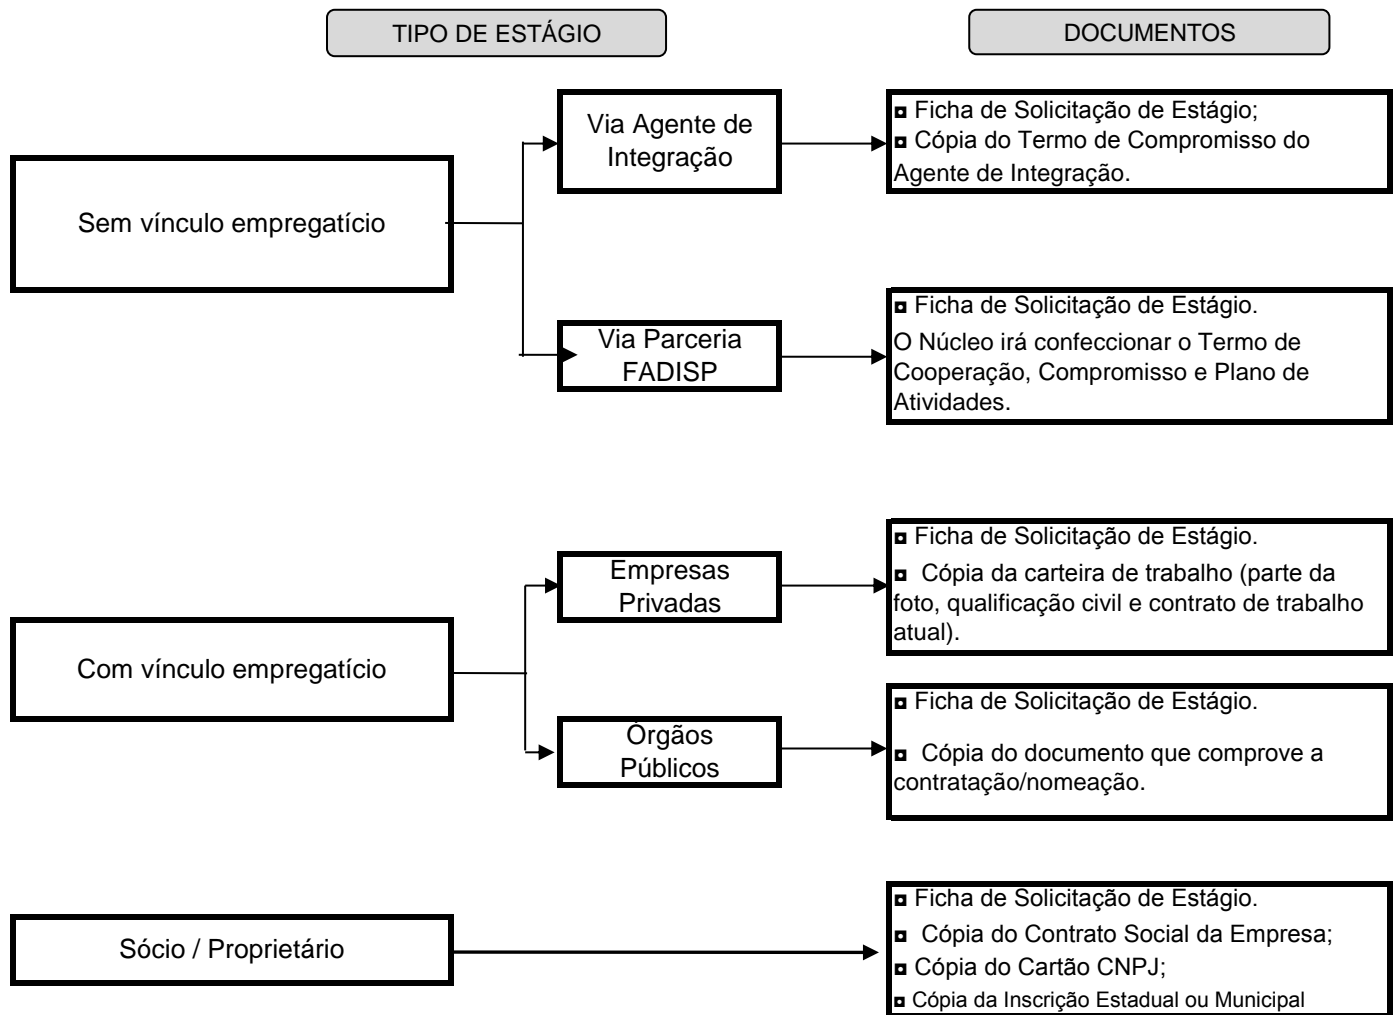 TIPO DE ESTÁGIO
DOCUMENTOS
Sem vínculo empregatício
Via Agente de
Integração
◘ Ficha de Solicitação de Estágio;
◘ Cópia do Termo de Compromisso do
Agente de Integração.
Via Parceria
FADISP
◘ Ficha de Solicitação de Estágio.
O Núcleo irá confeccionar o Termo de
Cooperação, Compromisso e Plano de
Atividades.
Com vínculo empregatício
Empresas
Privadas
◘ Ficha de Solicitação de Estágio.
◘ Cópia da carteira de trabalho (parte da
foto, qualificação civil e contrato de trabalho
atual).
Órgãos
Públicos
◘ Ficha de Solicitação de Estágio.
◘ Cópia do documento que comprove a
contratação/nomeação.
Sócio / Proprietário
◘ Ficha de Solicitação de Estágio.
◘ Cópia do Contrato Social da Empresa;
◘ Cópia do Cartão CNPJ;
◘ Cópia da Inscrição Estadual ou Municipal